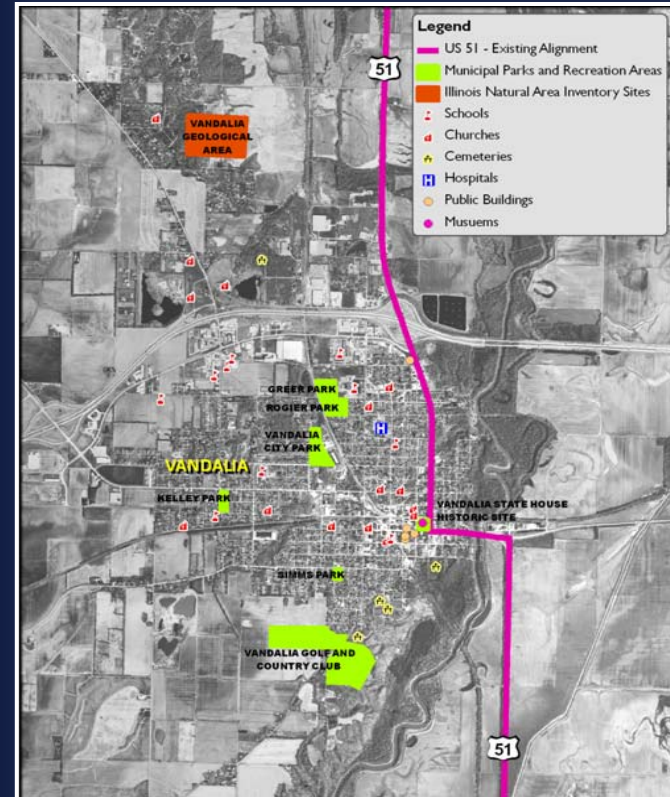 Legend
US 51 - Existing Alignment
Municipal Parks and Recreation Areas
Illinois Natural Area Inventory Sites
Schools
Churches
Cemeteries
H Hospitals
Public Buildings
Musuems
51
VANDALIA
GEOLOGICAL
AREA
GREER PARK
ROGIER PARK
H
VANDALIA
CITY PARK
VANDALIA
KELLEY PARK
VANDALIA STATE HOUSE
HISTORIC SITE
SIMMS PARK
VANDALIA GOLF AND
COUNTRY CLUB
51